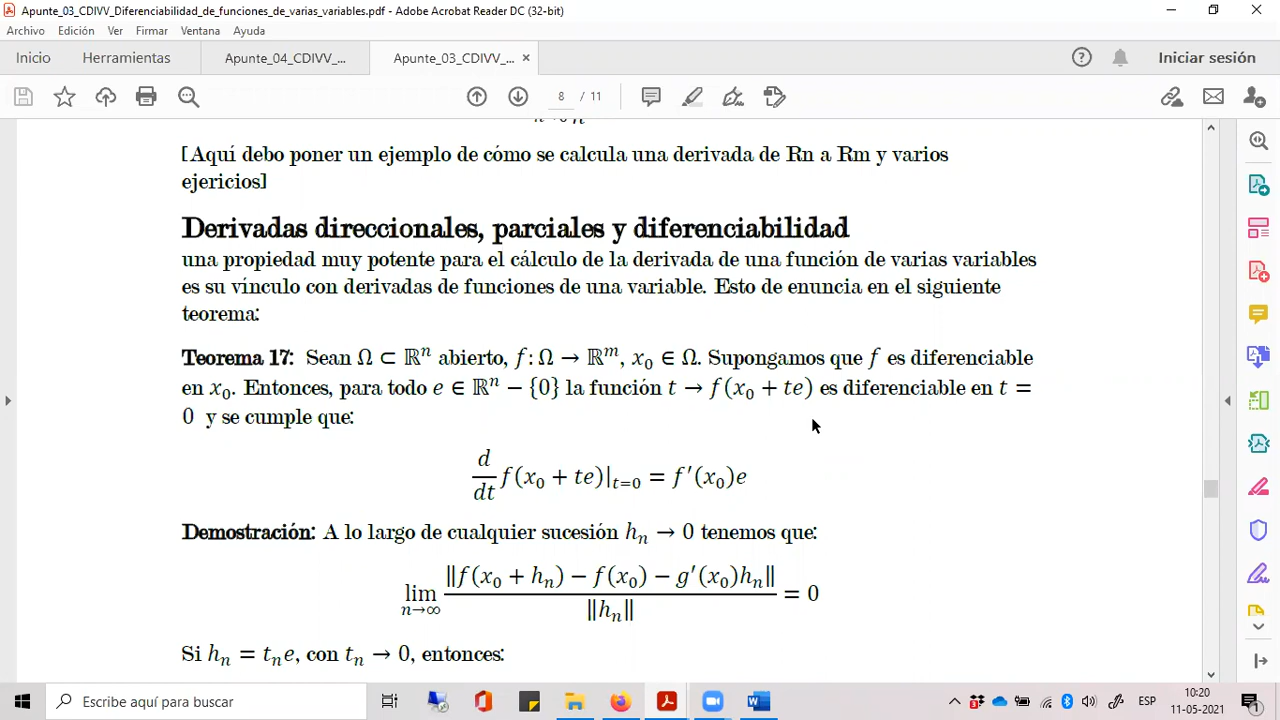 Apunte_03_CDIVV_Diferenciabilidad_de_funciones_de_varias_variables.pdf - Adobe Acrobat Reader DC (32-bit)
Archivo Edición Ver Firmar Ventana Ayuda
Inicio Herramientas Apunte_04_CDIVV_... Apunte_03_CDIVV_... × Iniciar sesión
8 / 11
[Aquí debo poner un ejemplo de cómo se calcula una derivada de Rn a Rm y varios
ejericios]
Derivadas direccionales, parciales y diferenciabilidad
una propiedad muy potente para el cálculo de la derivada de una función de varias variables
es su vínculo con derivadas de funciones de una variable. Esto de enuncia en el siguiente
teorema:
Teorema 17: Sean Ω ⊂ ℝⁿ abierto, f: Ω → ℝᵐ, x₀ ∈ Ω. Supongamos que f es diferenciable
en x₀. Entonces, para todo e ∈ ℝⁿ − {0} la función t → f(x₀ + te) es diferenciable en t =
0 y se cumple que:
d/dt f(x₀ + te)|ₜ₌₀ = f′(x₀)e
Demostración: A lo largo de cualquier sucesión hₙ → 0 tenemos que:
lim n→∞ ‖f(x₀ + hₙ) − f(x₀) − g′(x₀)hₙ‖ / ‖hₙ‖ = 0
Si hₙ = tₙe, con tₙ → 0, entonces:
Escribe aquí para buscar
ESP
10:20
11-05-2021